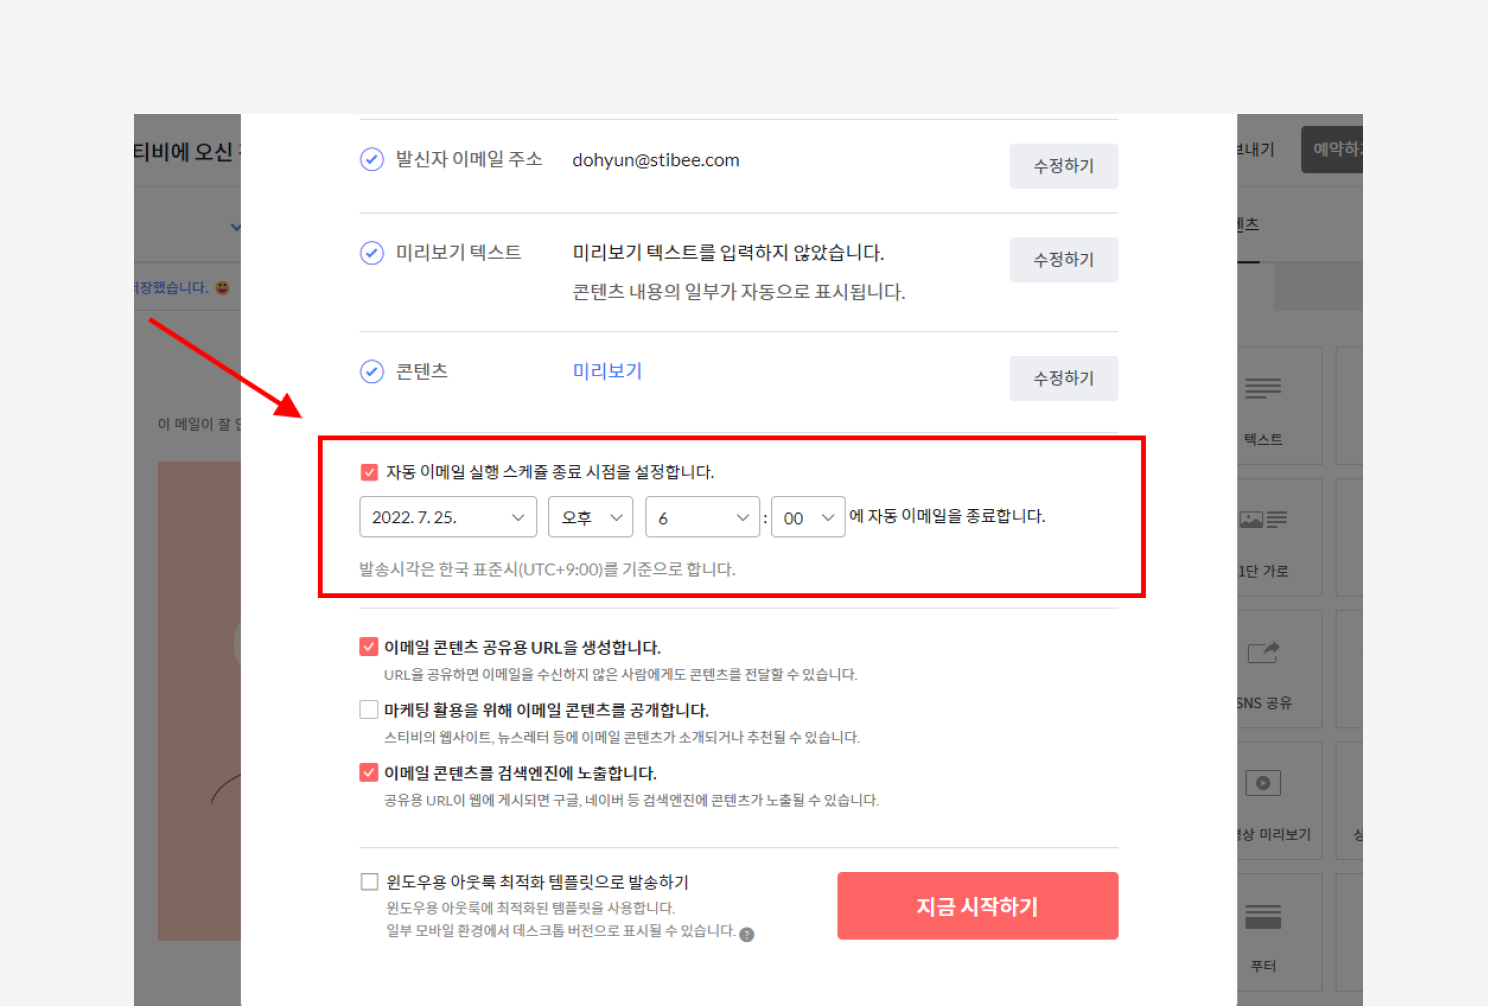 티비에 오신
보내기
예약하
발신자 이메일 주소
dohyun@stibee.com
수정하기
텐츠
미리보기 텍스트
미리보기 텍스트를 입력하지 않았습니다.
수정하기
콘텐츠 내용의 일부가 자동으로 표시됩니다.
저장했습니다.
콘텐츠
미리보기
수정하기
이 메일이 잘
텍스트
자동 이메일 실행 스케쥴 종료 시점을 설정합니다.
2022. 7. 25.
오후
6
:
00
에 자동 이메일을 종료합니다.
발송시각은 한국 표준시(UTC+9:00)를 기준으로 합니다.
1단 가로
이메일 콘텐츠 공유용 URL을 생성합니다.
URL을 공유하면 이메일을 수신하지 않은 사람에게도 콘텐츠를 전달할 수 있습니다.
마케팅 활용을 위해 이메일 콘텐츠를 공개합니다.
스티비의 웹사이트, 뉴스레터 등에 이메일 콘텐츠가 소개되거나 추천될 수 있습니다.
SNS 공유
이메일 콘텐츠를 검색엔진에 노출합니다.
공유용 URL이 웹에 게시되면 구글, 네이버 등 검색엔진에 콘텐츠가 노출될 수 있습니다.
영상 미리보기
윈도우용 아웃룩 최적화 템플릿으로 발송하기
윈도우용 아웃룩에 최적화된 템플릿을 사용합니다.
일부 모바일 환경에서 데스크톱 버전으로 표시될 수 있습니다. ?
지금 시작하기
푸터